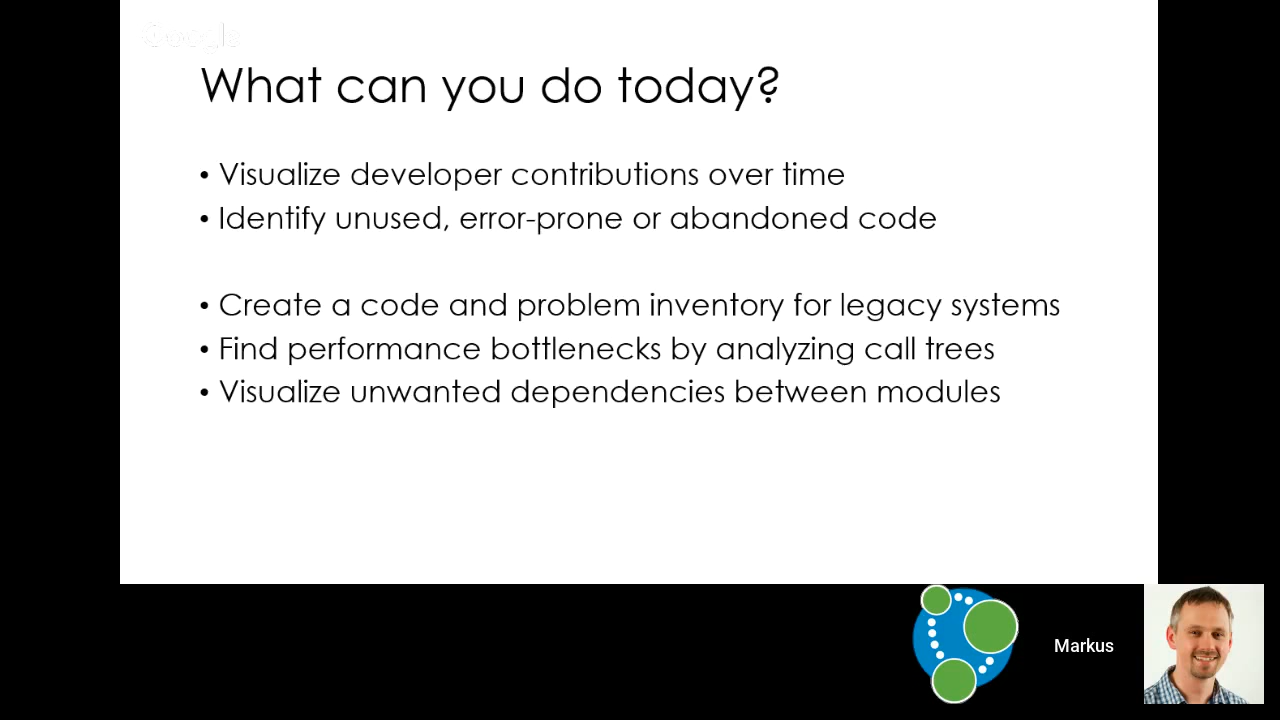 Google
What can you do today?
• Visualize developer contributions over time
• Identify unused, error-prone or abandoned code
• Create a code and problem inventory for legacy systems
• Find performance bottlenecks by analyzing call trees
• Visualize unwanted dependencies between modules
Markus